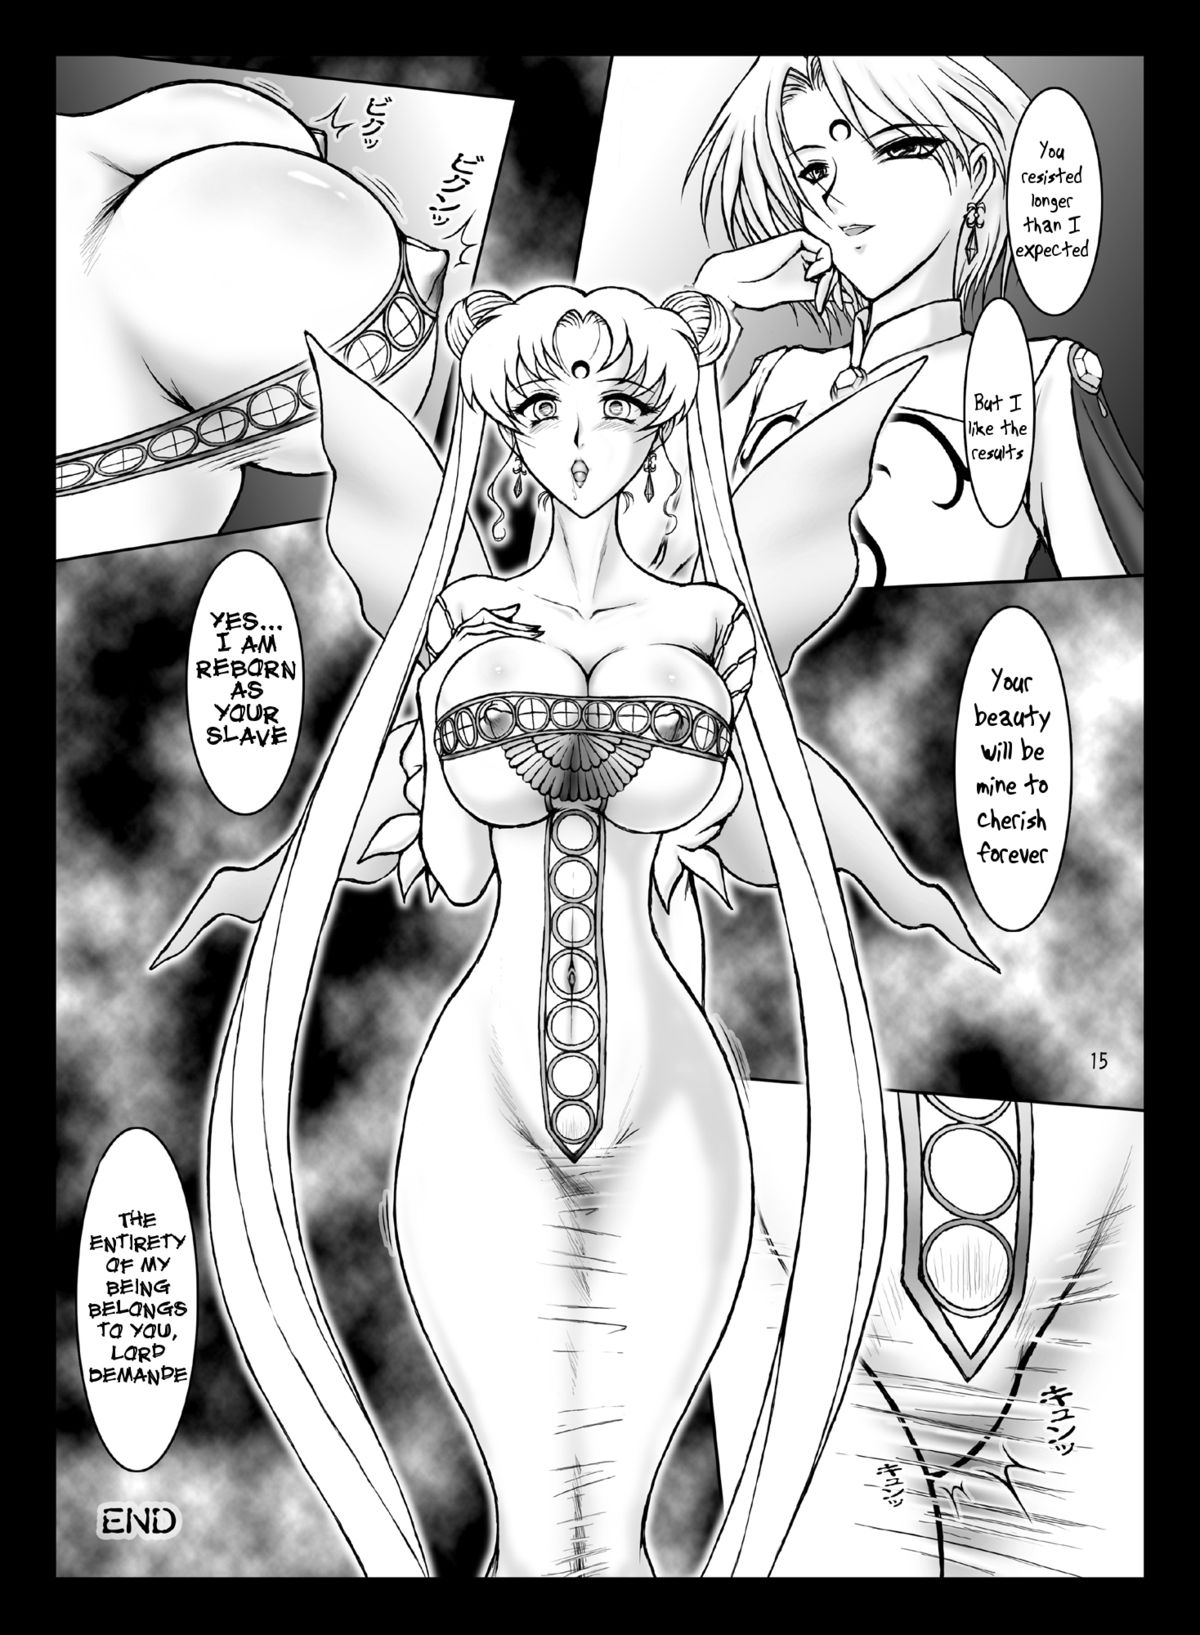 You
resisted
longer
than I
expected
But I
like the
results
ビクッ
ビクンッ
Your
beauty
will be
mine to
cherish
forever
YES...
I AM
REBORN
AS
YOUR
SLAVE
15
キュンッ
キュンッ
THE
ENTIRETY
OF MY
BEING
BELONGS
TO YOU,
LORD
DEMANDE
END